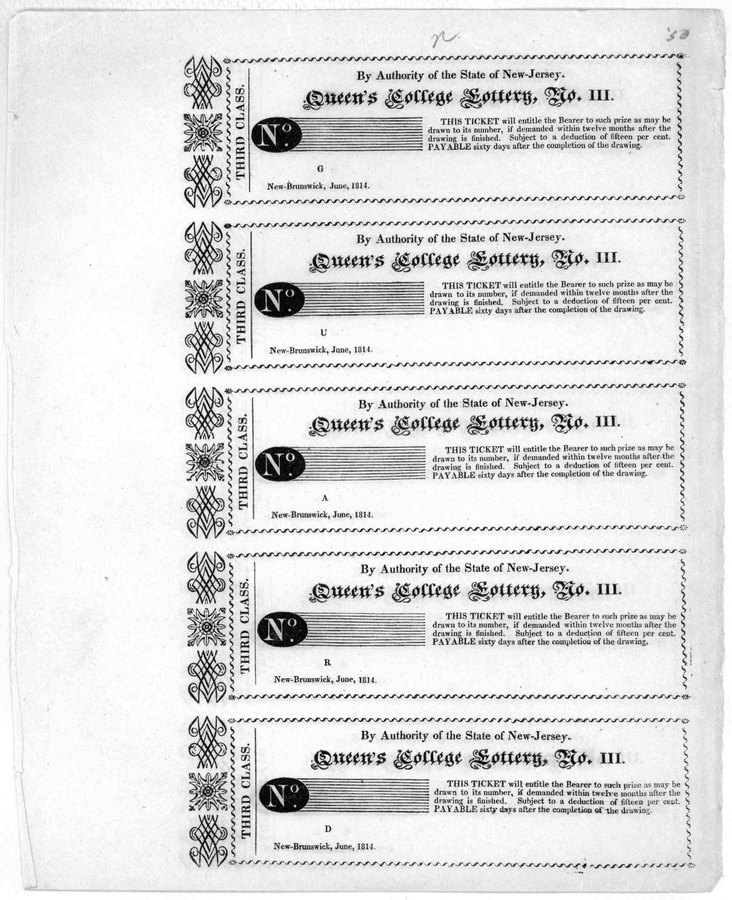 By Authority of the State of New-Jersey.
Queen's College Lottery, No. III.
THIRD CLASS.
No.
THIS TICKET will entitle the Bearer to such prize as may be
drawn to its number, if demanded within twelve months after the
drawing is finished. Subject to a deduction of fifteen per cent.
PAYABLE sixty days after the completion of the drawing.
G
New-Brunswick, June, 1814.
By Authority of the State of New-Jersey.
Queen's College Lottery, No. III.
THIRD CLASS.
No.
THIS TICKET will entitle the Bearer to such prize as may be
drawn to its number, if demanded within twelve months after the
drawing is finished. Subject to a deduction of fifteen per cent.
PAYABLE sixty days after the completion of the drawing.
U
New-Brunswick, June, 1814.
By Authority of the State of New-Jersey.
Queen's College Lottery, No. III.
THIRD CLASS.
No.
THIS TICKET will entitle the Bearer to such prize as may be
drawn to its number, if demanded within twelve months after the
drawing is finished. Subject to a deduction of fifteen per cent.
PAYABLE sixty days after the completion of the drawing.
A
New-Brunswick, June, 1814.
By Authority of the State of New-Jersey.
Queen's College Lottery, No. III.
THIRD CLASS.
No.
THIS TICKET will entitle the Bearer to such prize as may be
drawn to its number, if demanded within twelve months after the
drawing is finished. Subject to a deduction of fifteen per cent.
PAYABLE sixty days after the completion of the drawing.
R
New-Brunswick, June, 1814.
By Authority of the State of New-Jersey.
Queen's College Lottery, No. III.
THIRD CLASS.
No.
THIS TICKET will entitle the Bearer to such prize as may be
drawn to its number, if demanded within twelve months after the
drawing is finished. Subject to a deduction of fifteen per cent.
PAYABLE sixty days after the completion of the drawing.
D
New-Brunswick, June, 1814.